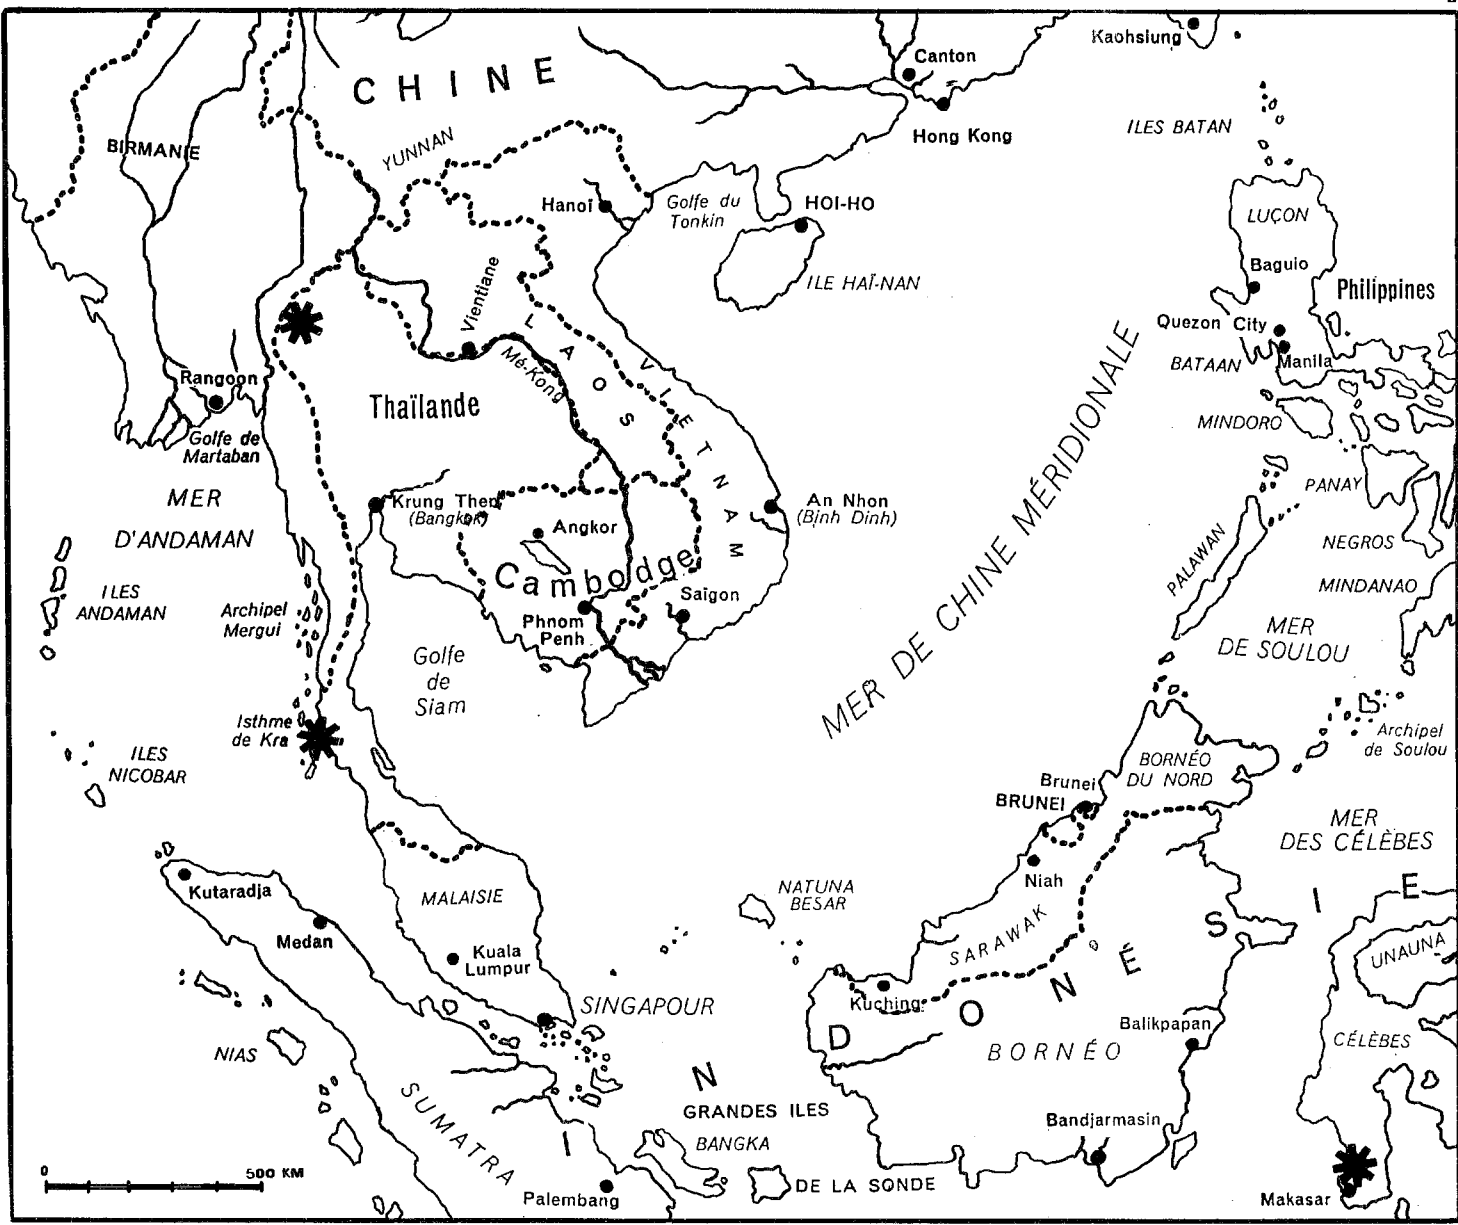 Kaohsiung
Canton
CHINE
Hong Kong
ILES BATAN
BIRMANIE
YUNNAN
Hanoï
Golfe du
Tonkin
HOI-HO
LUÇON
ILE HAÏ-NAN
Baguio
Philippines
Vientiane
LAOS
Quezon City
Manila
BATAAN
Mé-Kong
VIETNAM
Rangoon
Thaïlande
MINDORO
Golfe de
Martaban
MER
D'ANDAMAN
Krung Thep
(Bangkok)
Angkor
An Nhon
(Binh Dinh)
MER DE CHINE MÉRIDIONALE
PANAY
NEGROS
PALAWAN
MINDANAO
Cambodge
ILES
ANDAMAN
Archipel
Mergui
Saïgon
Phnom
Penh
MER
DE SOULOU
Golfe
de
Siam
Isthme
de Kra
ILES
NICOBAR
Archipel
de Soulou
BORNÉO
DU NORD
Brunei
BRUNEI
MER
DES CÉLÈBES
Niah
Kutaradja
MALAISIE
NATUNA
BESAR
SARAWAK
Medan
Kuala
Lumpur
UNAUNA
Kuching
SINGAPOUR
INDONÉSIE
Balikpapan
CÉLÈBES
NIAS
BORNÉO
SUMATRA
GRANDES ILES
BANGKA
Bandjarmasin
0 500 KM
Palembang
DE LA SONDE
Makasar